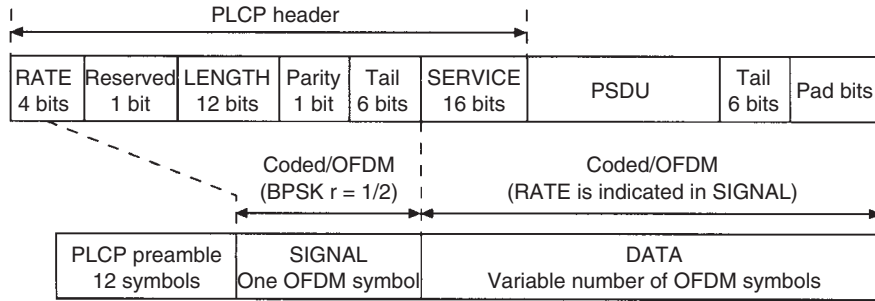 PLCP header
RATE
4 bits
Reserved
1 bit
LENGTH
12 bits
Parity
1 bit
Tail
6 bits
SERVICE
16 bits
PSDU
Tail
6 bits
Pad bits
Coded/OFDM
(BPSK r = 1/2)
Coded/OFDM
(RATE is indicated in SIGNAL)
PLCP preamble
12 symbols
SIGNAL
One OFDM symbol
DATA
Variable number of OFDM symbols